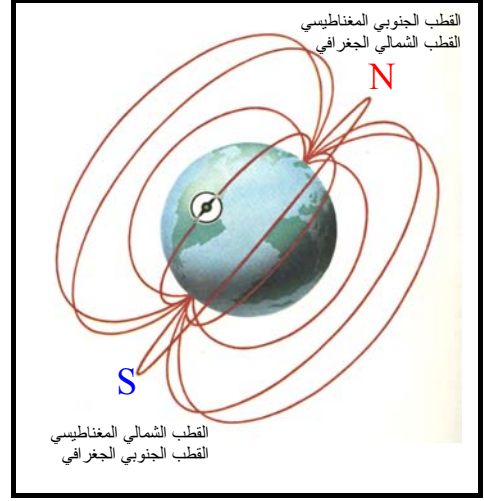 القطب الجنوبي المغناطيسي
القطب الشمالي الجغرافي
N
S
القطب الشمالي المغناطيسي
القطب الجنوبي الجغرافي